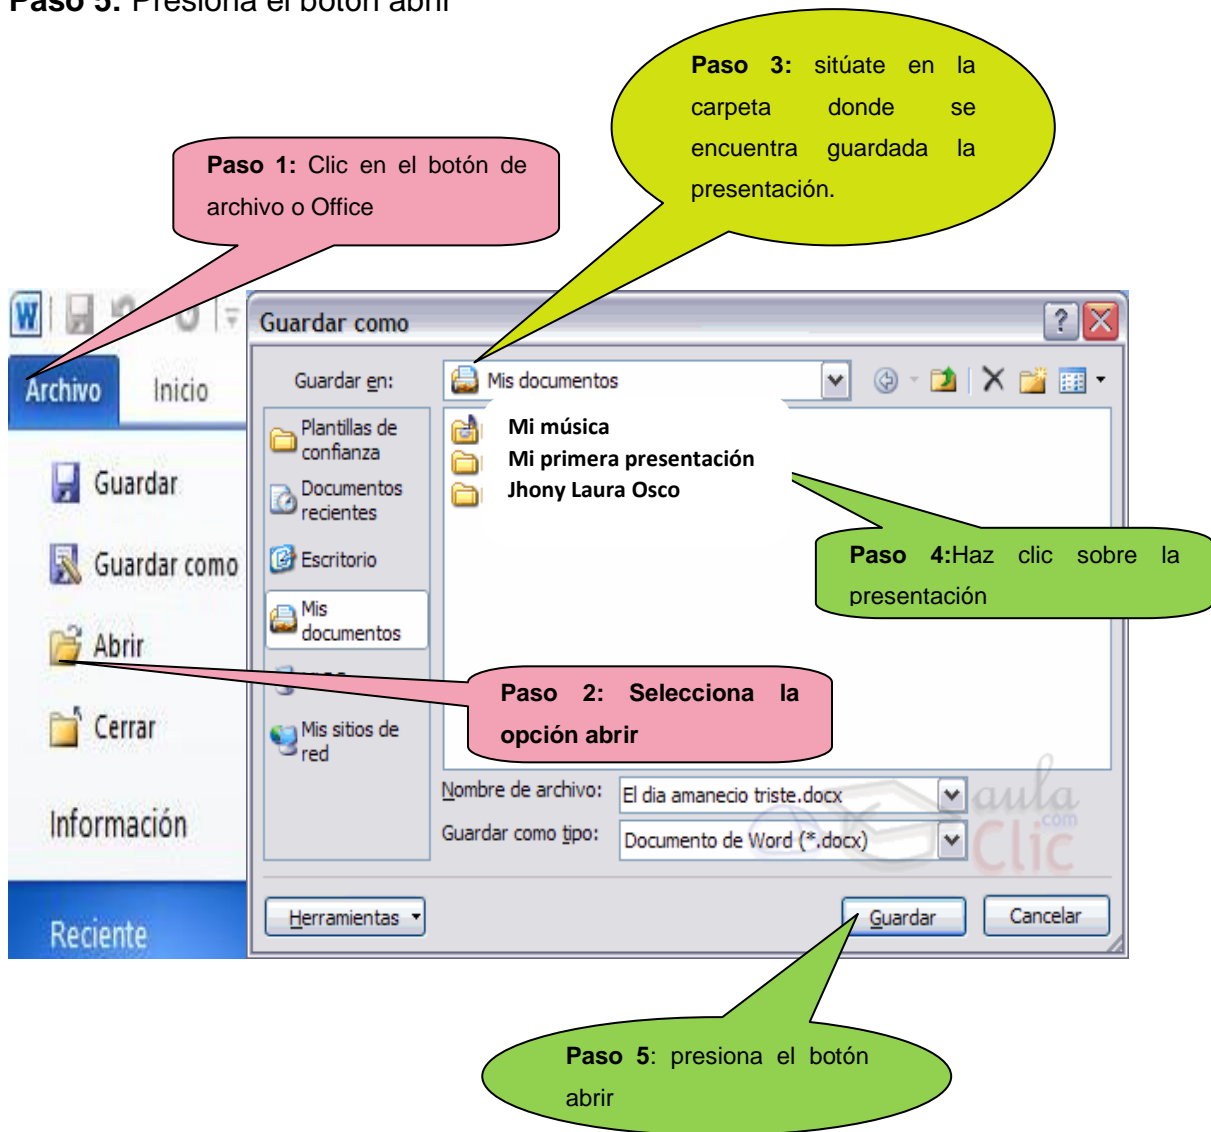 Paso 5: Presiona el botón abrir
Paso 3: sitúate en la
carpeta donde se
encuentra guardada la
presentación.
Paso 1: Clic en el botón de
archivo o Office
W
Guardar como
?
Archivo
Inicio
Guardar en:
Mis documentos
Plantillas de
confianza
Mi música
Mi primera presentación
Jhony Laura Osco
Guardar
Documentos
recientes
Guardar como
Escritorio
Paso 4:Haz clic sobre la
presentación
Mis
documentos
Abrir
Paso 2: Selecciona la
opción abrir
Cerrar
Mis sitios de
red
Nombre de archivo:
El dia amanecio triste.docx
Información
Guardar como tipo:
Documento de Word (*.docx)
aula
Clic
com
Reciente
Herramientas
Guardar
Cancelar
Paso 5: presiona el botón
abrir